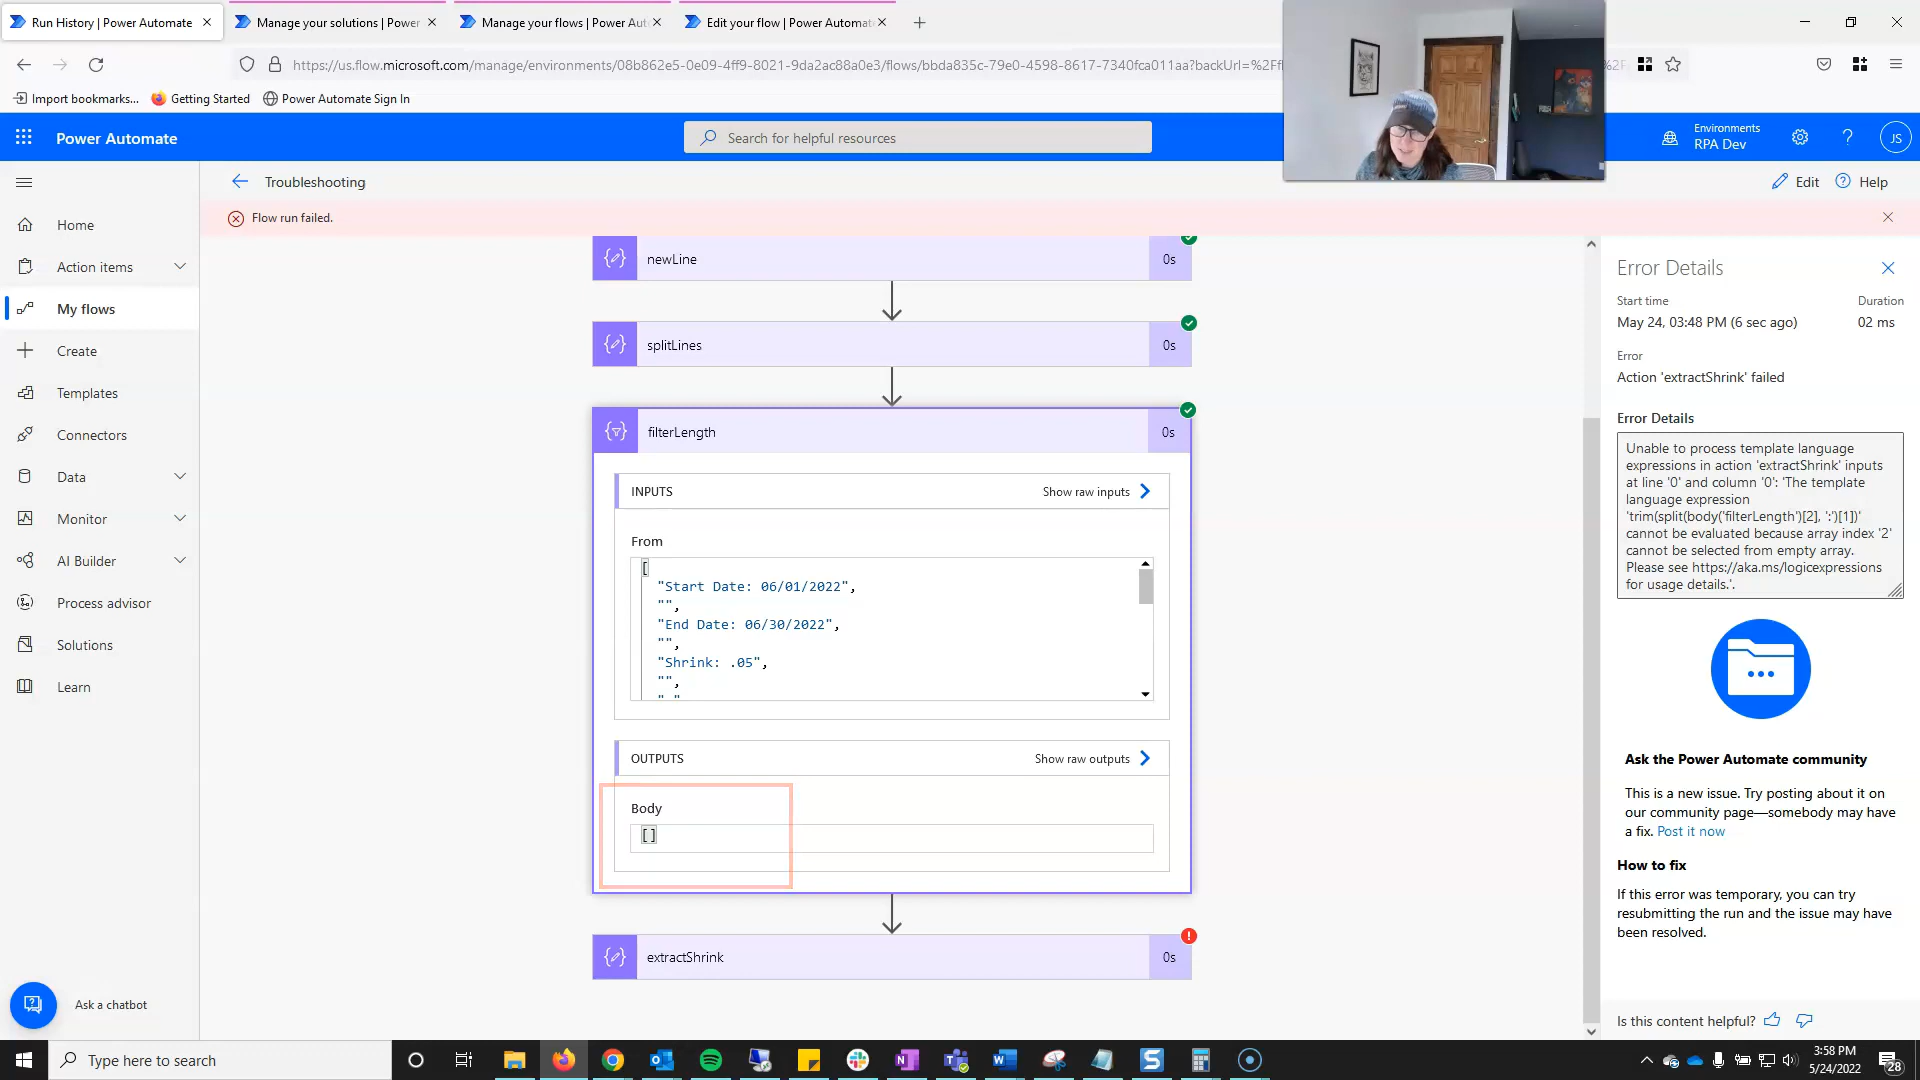 Run History | Power Automate
Manage your solutions | Power
Manage your flows | Power Aut
Edit your flow | Power Automate
https://us.flow.microsoft.com/manage/environments/08b862e5-0e09-4ff9-8021-9da2ac88a0e3/flows/bbda835c-79e0-4598-8617-7340fca011aa?backUrl=%2Ff
Import bookmarks...
Getting Started
Power Automate Sign In
Power Automate
Search for helpful resources
Environments
RPA Dev
JS
Troubleshooting
Edit
Help
Flow run failed.
Home
Action items
My flows
Create
Templates
Connectors
Data
Monitor
AI Builder
Process advisor
Solutions
Learn
Ask a chatbot
newLine
0s
splitLines
0s
filterLength
0s
INPUTS
Show raw inputs
From
[
"Start Date: 06/01/2022",
"",
"End Date: 06/30/2022",
"",
"Shrink: .05",
"",
OUTPUTS
Show raw outputs
Body
[]
extractShrink
0s
Error Details
Start time
Duration
May 24, 03:48 PM (6 sec ago)
02 ms
Error
Action 'extractShrink' failed
Error Details
Unable to process template language
expressions in action 'extractShrink' inputs
at line '0' and column '0': 'The template
language expression
'trim(split(body('filterLength')[2], ':')[1])'
cannot be evaluated because array index '2'
cannot be selected from empty array.
Please see https://aka.ms/logicexpressions
for usage details.'.
Ask the Power Automate community
This is a new issue. Try posting about it on
our community page—somebody may have
a fix. Post it now
How to fix
If this error was temporary, you can try
resubmitting the run and the issue may have
been resolved.
Is this content helpful?
Type here to search
3:58 PM
5/24/2022
28